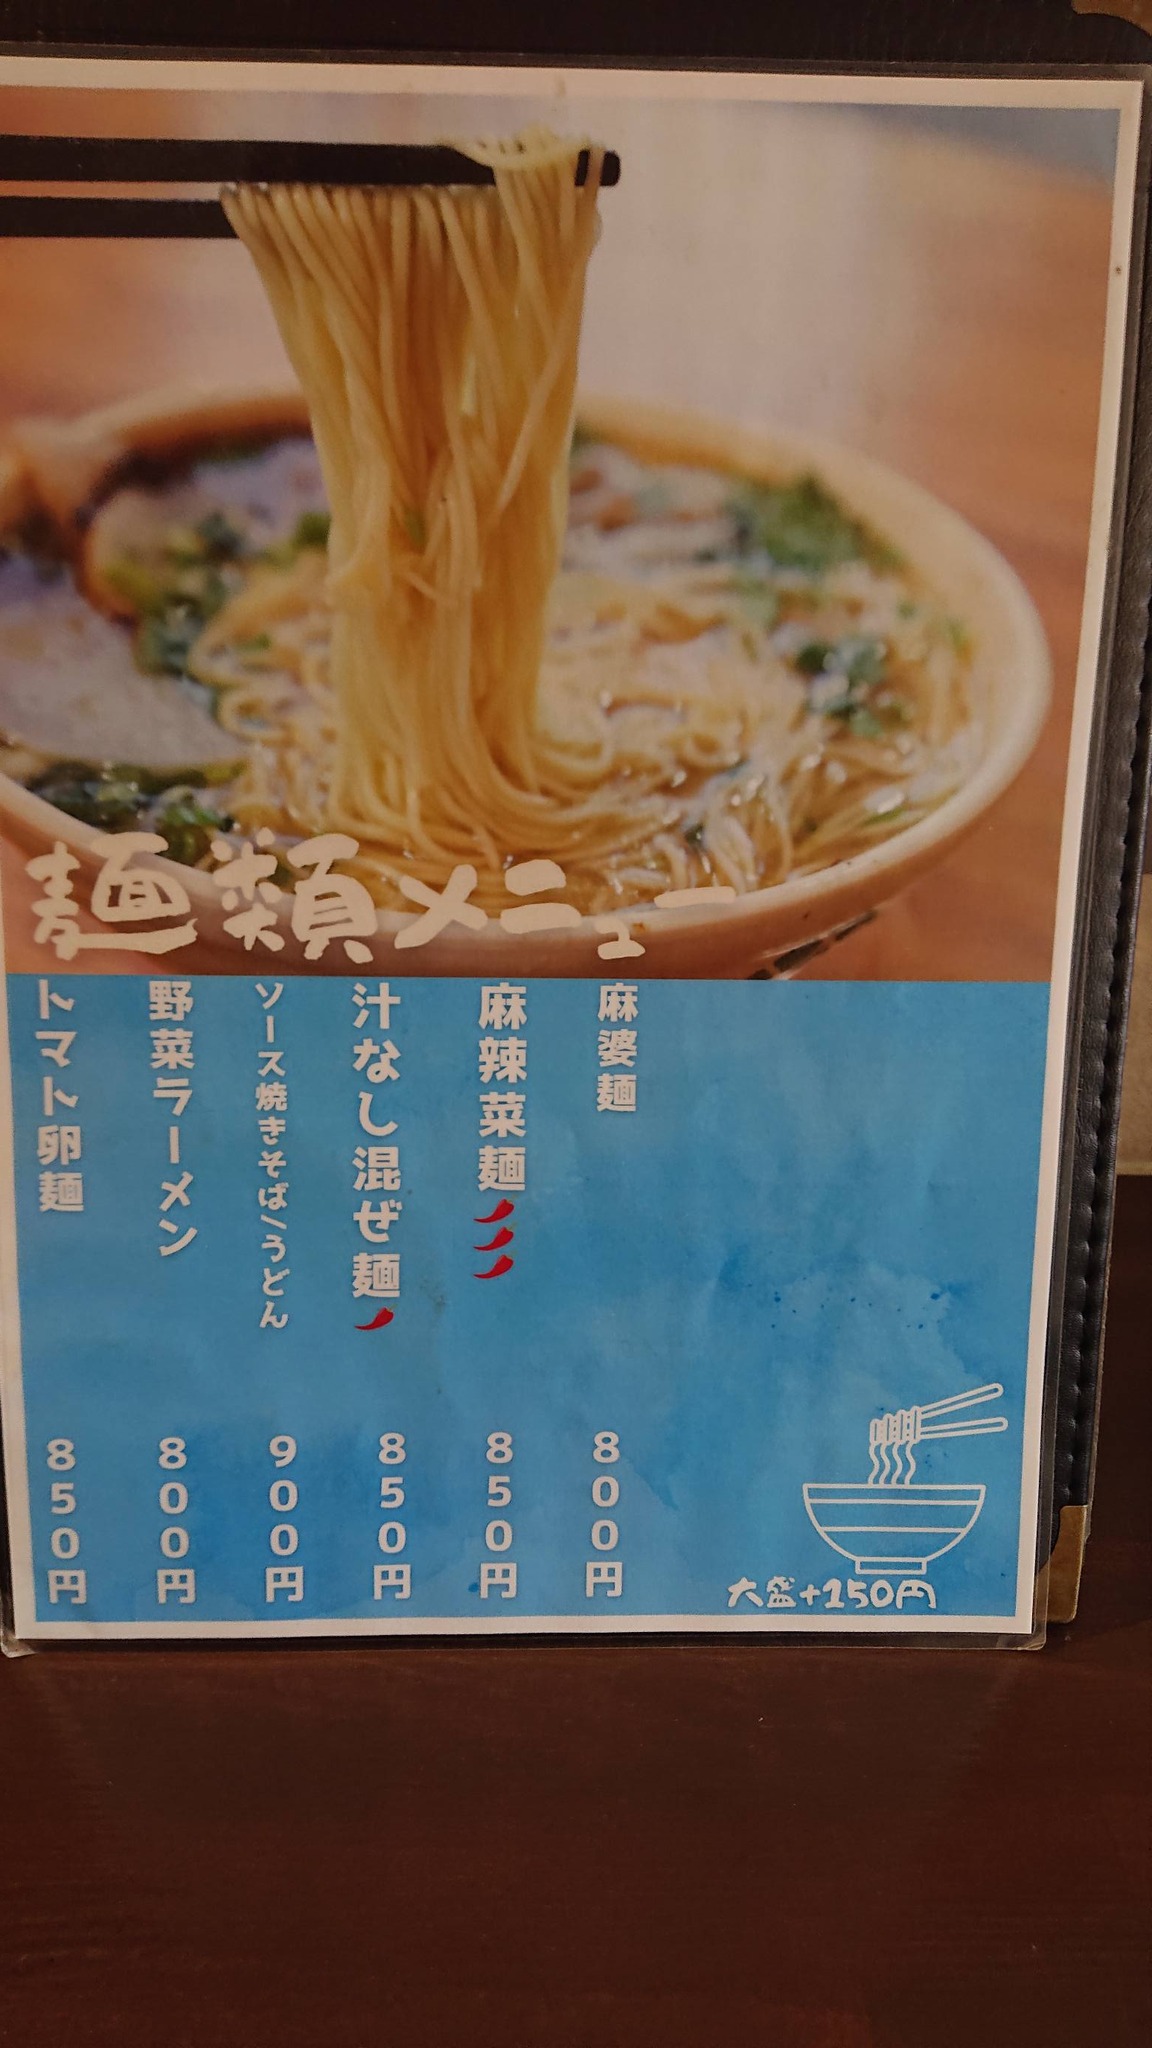 麺類メニュー
麻婆麺
800円
麻辣菜麺
850円
汁なし混ぜ麺
850円
ソース焼きそば/うどん
900円
野菜ラーメン
800円
トマト卵麺
850円
大盛+150円